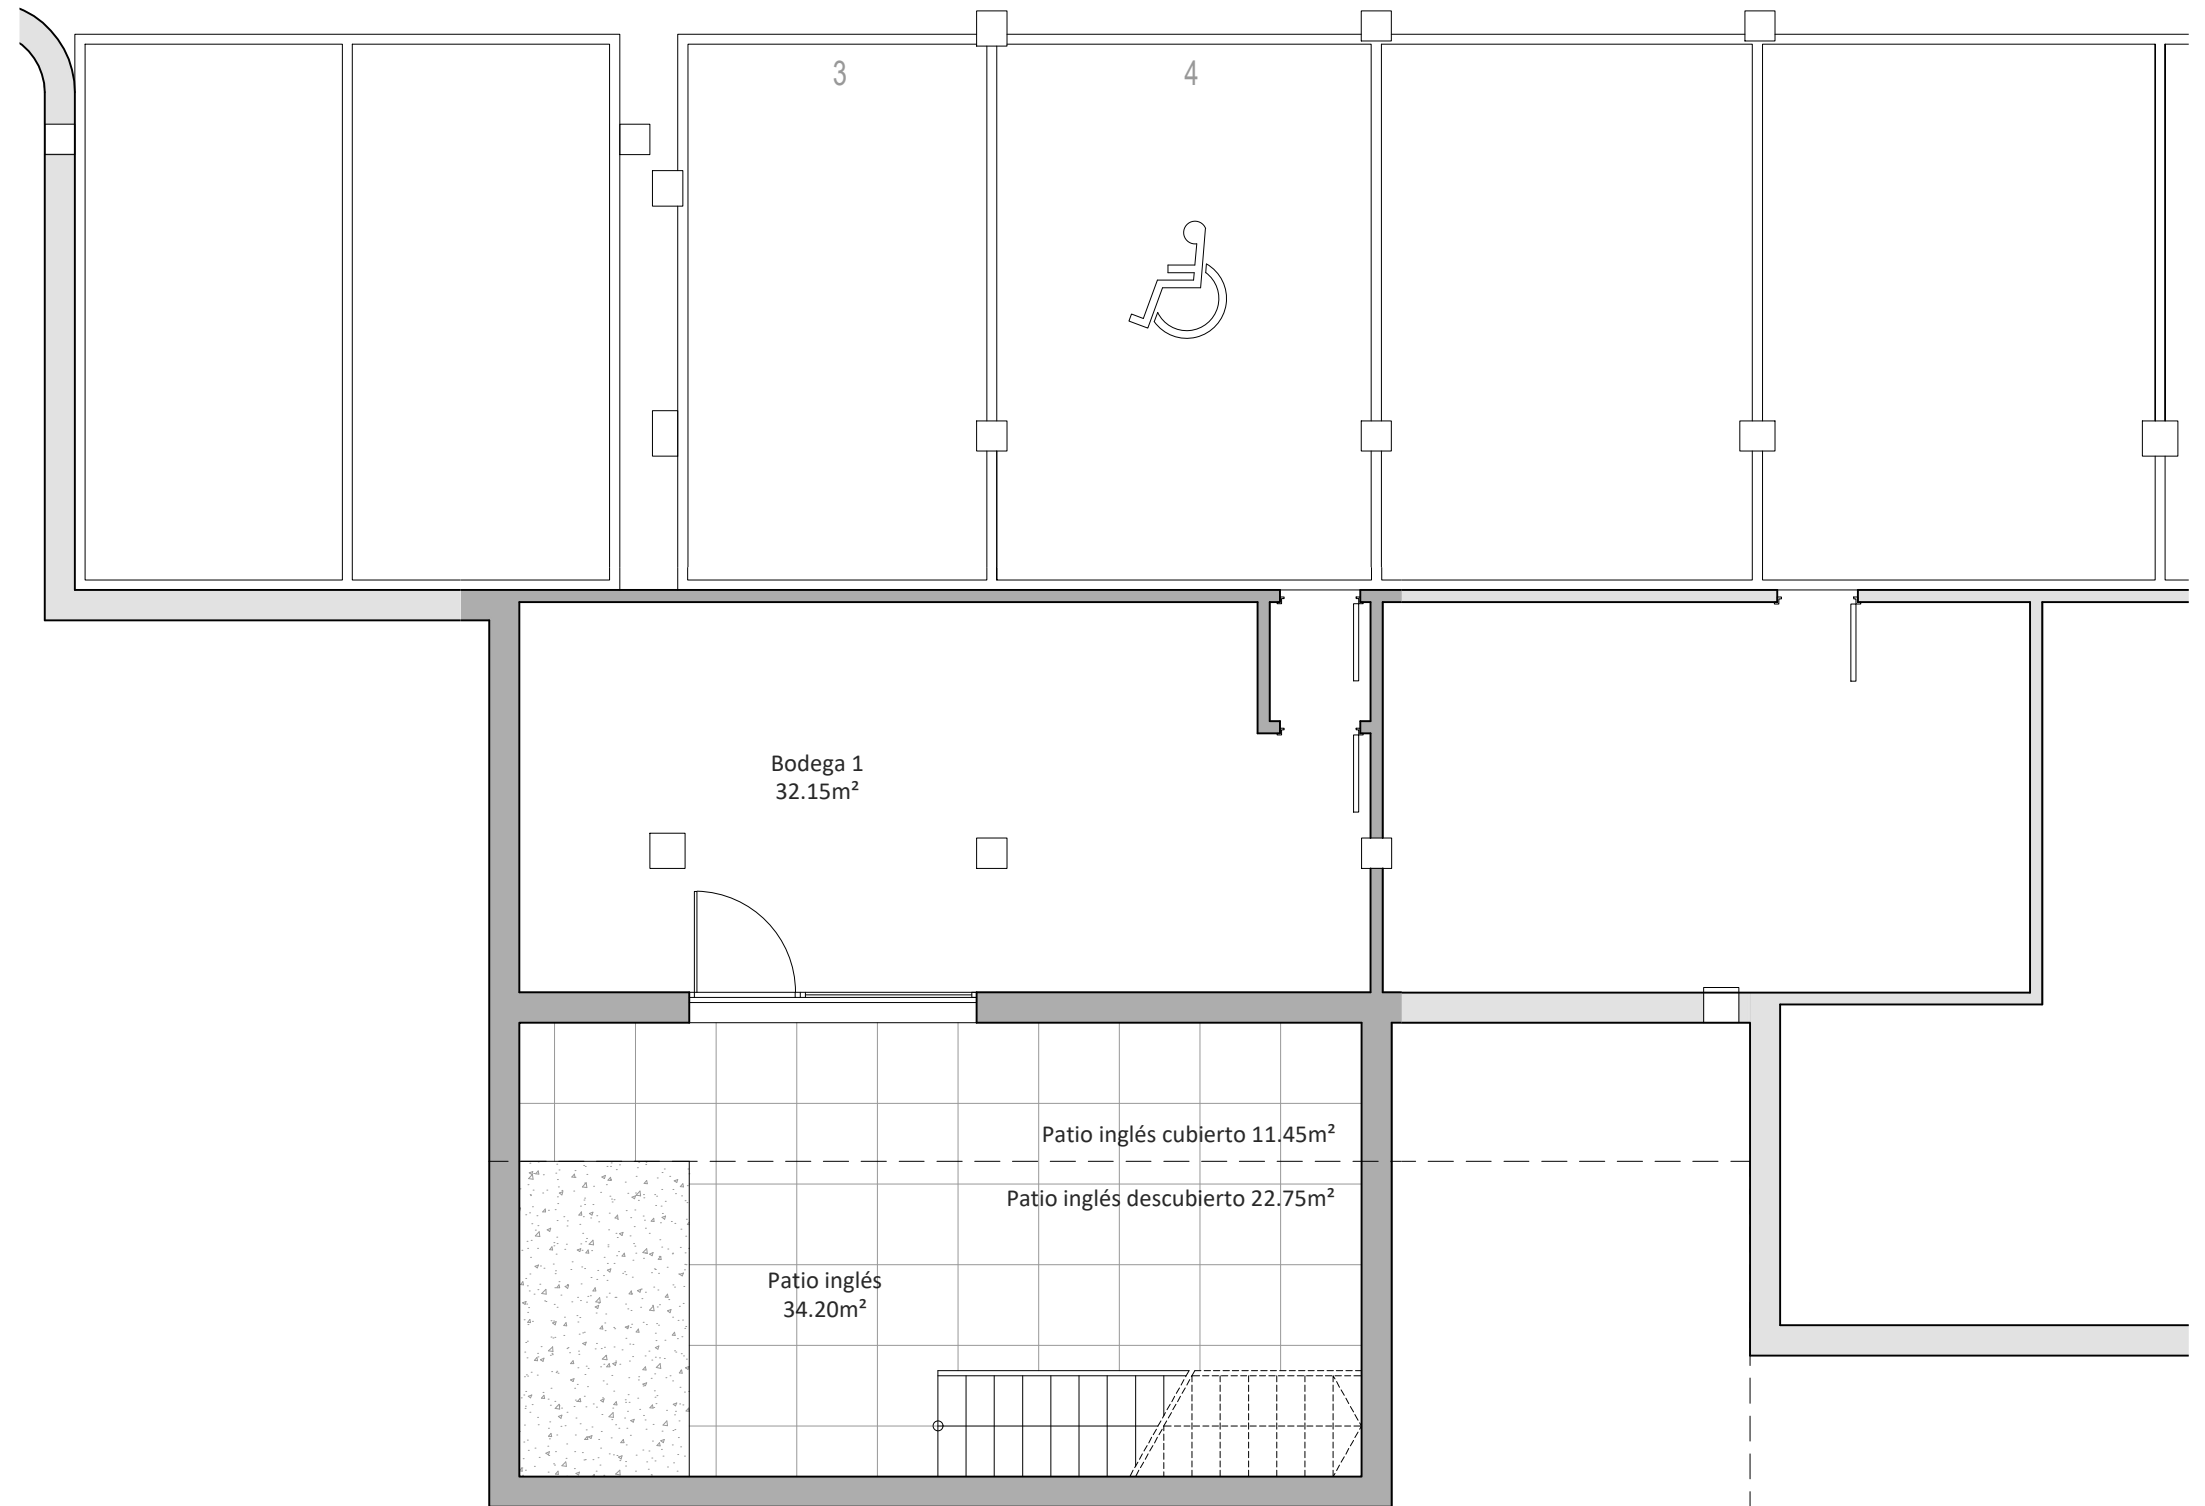 3
4
Bodega 1
32.15m²
Patio inglés cubierto 11.45m²
Patio inglés descubierto 22.75m²
Patio inglés
34.20m²